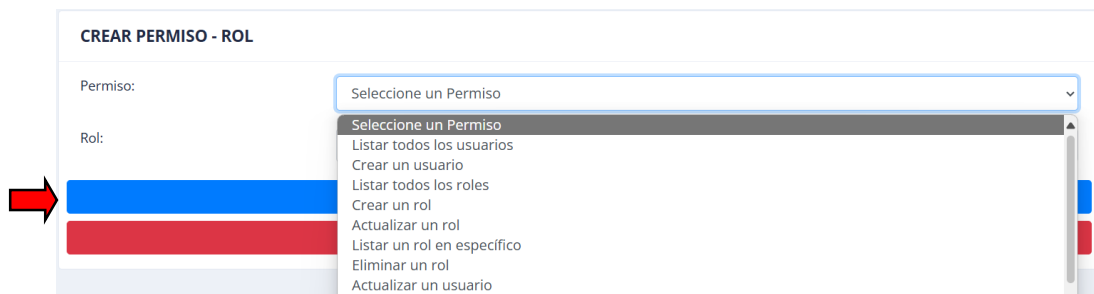 CREAR PERMISO - ROL
Permiso:
Seleccione un Permiso
Seleccione un Permiso
Rol:
Listar todos los usuarios
Crear un usuario
Listar todos los roles
Crear un rol
Actualizar un rol
Listar un rol en específico
Eliminar un rol
Actualizar un usuario